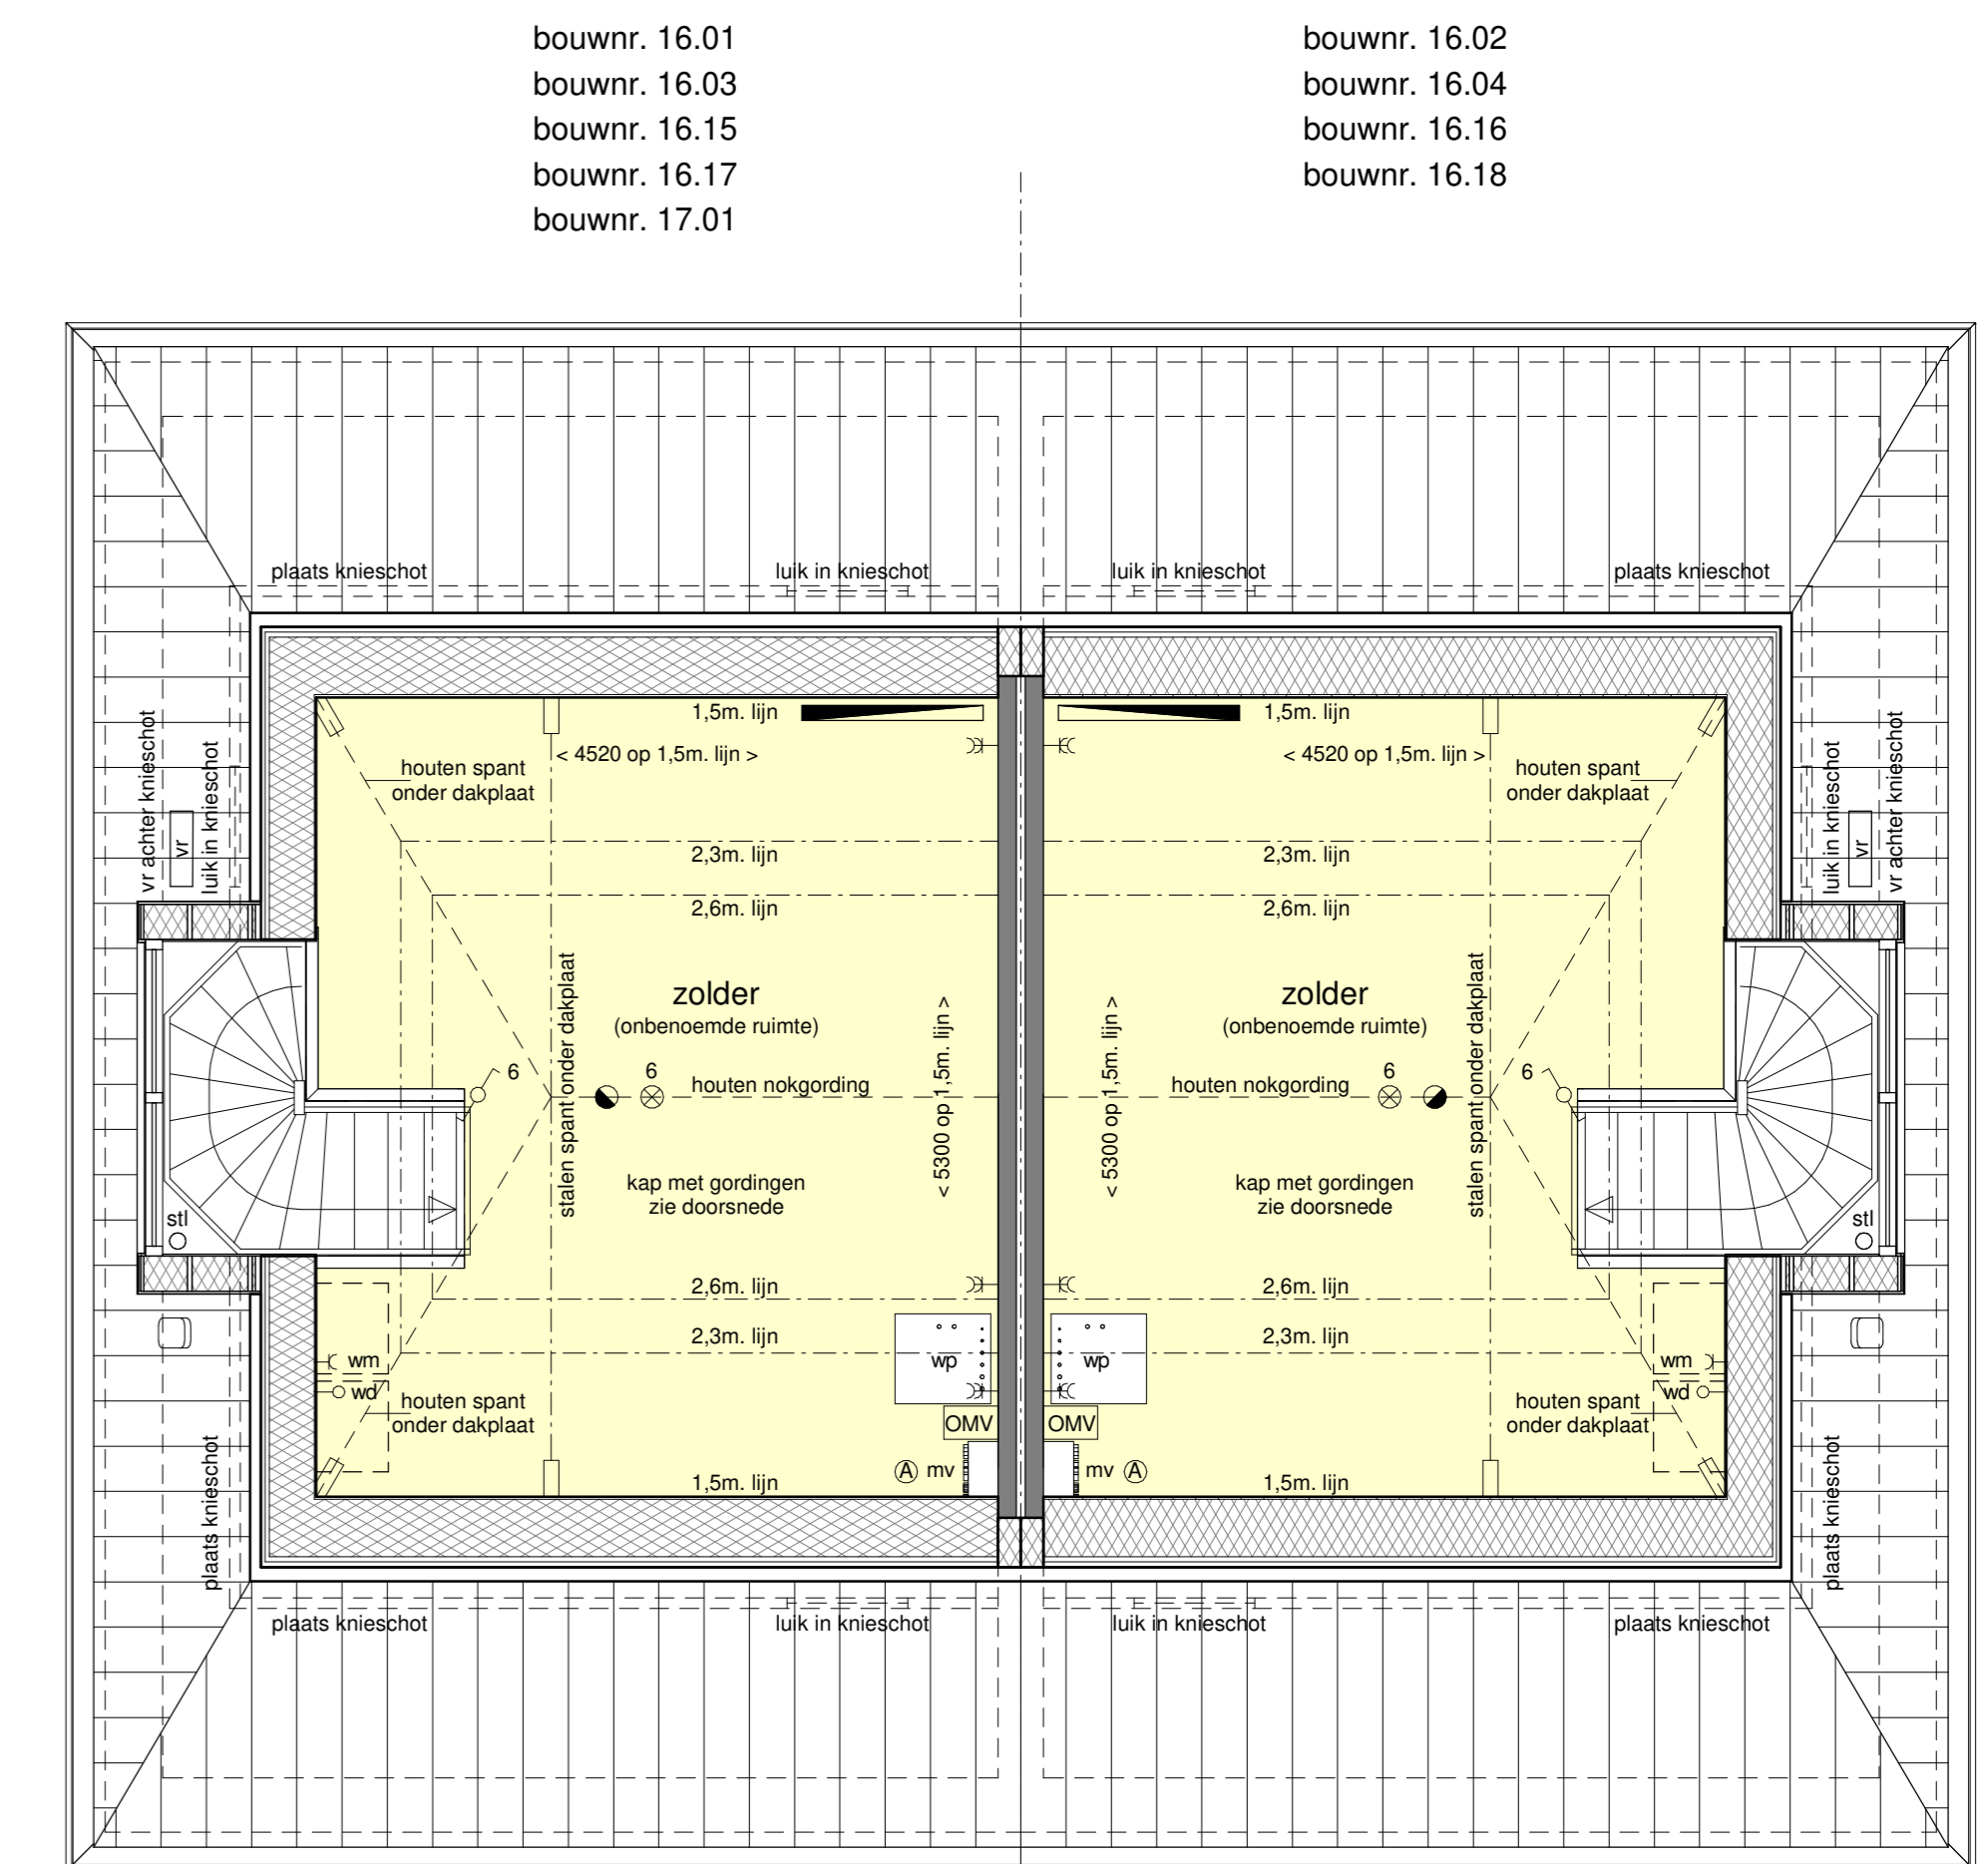 bouwnr. 16.01
bouwnr. 16.03
bouwnr. 16.15
bouwnr. 16.17
bouwnr. 17.01
bouwnr. 16.02
bouwnr. 16.04
bouwnr. 16.16
bouwnr. 16.18
plaats knieschot
luik in knieschot
luik in knieschot
plaats knieschot
vr achter knieschot
vr
luik in knieschot
1,5m. lijn
< 4520 op 1,5m. lijn >
houten spant
onder dakplaat
2,3m. lijn
2,6m. lijn
zolder
(onbenoemde ruimte)
stalen spant onder dakplaat
< 5300 op 1,5m. lijn >
6
6
houten nokgording
kap met gordingen
zie doorsnede
stl
2,6m. lijn
2,3m. lijn
wp
wm
wd
houten spant
onder dakplaat
OMV
A mv
1,5m. lijn
plaats knieschot
1,5m. lijn
< 4520 op 1,5m. lijn >
houten spant
onder dakplaat
luik in knieschot
vr
vr achter knieschot
2,3m. lijn
2,6m. lijn
zolder
(onbenoemde ruimte)
< 5300 op 1,5m. lijn >
stalen spant onder dakplaat
6
6
houten nokgording
kap met gordingen
zie doorsnede
stl
2,6m. lijn
2,3m. lijn
wp
wm
wd
houten spant
onder dakplaat
OMV
mv A
1,5m. lijn
plaats knieschot
plaats knieschot
luik in knieschot
luik in knieschot
plaats knieschot